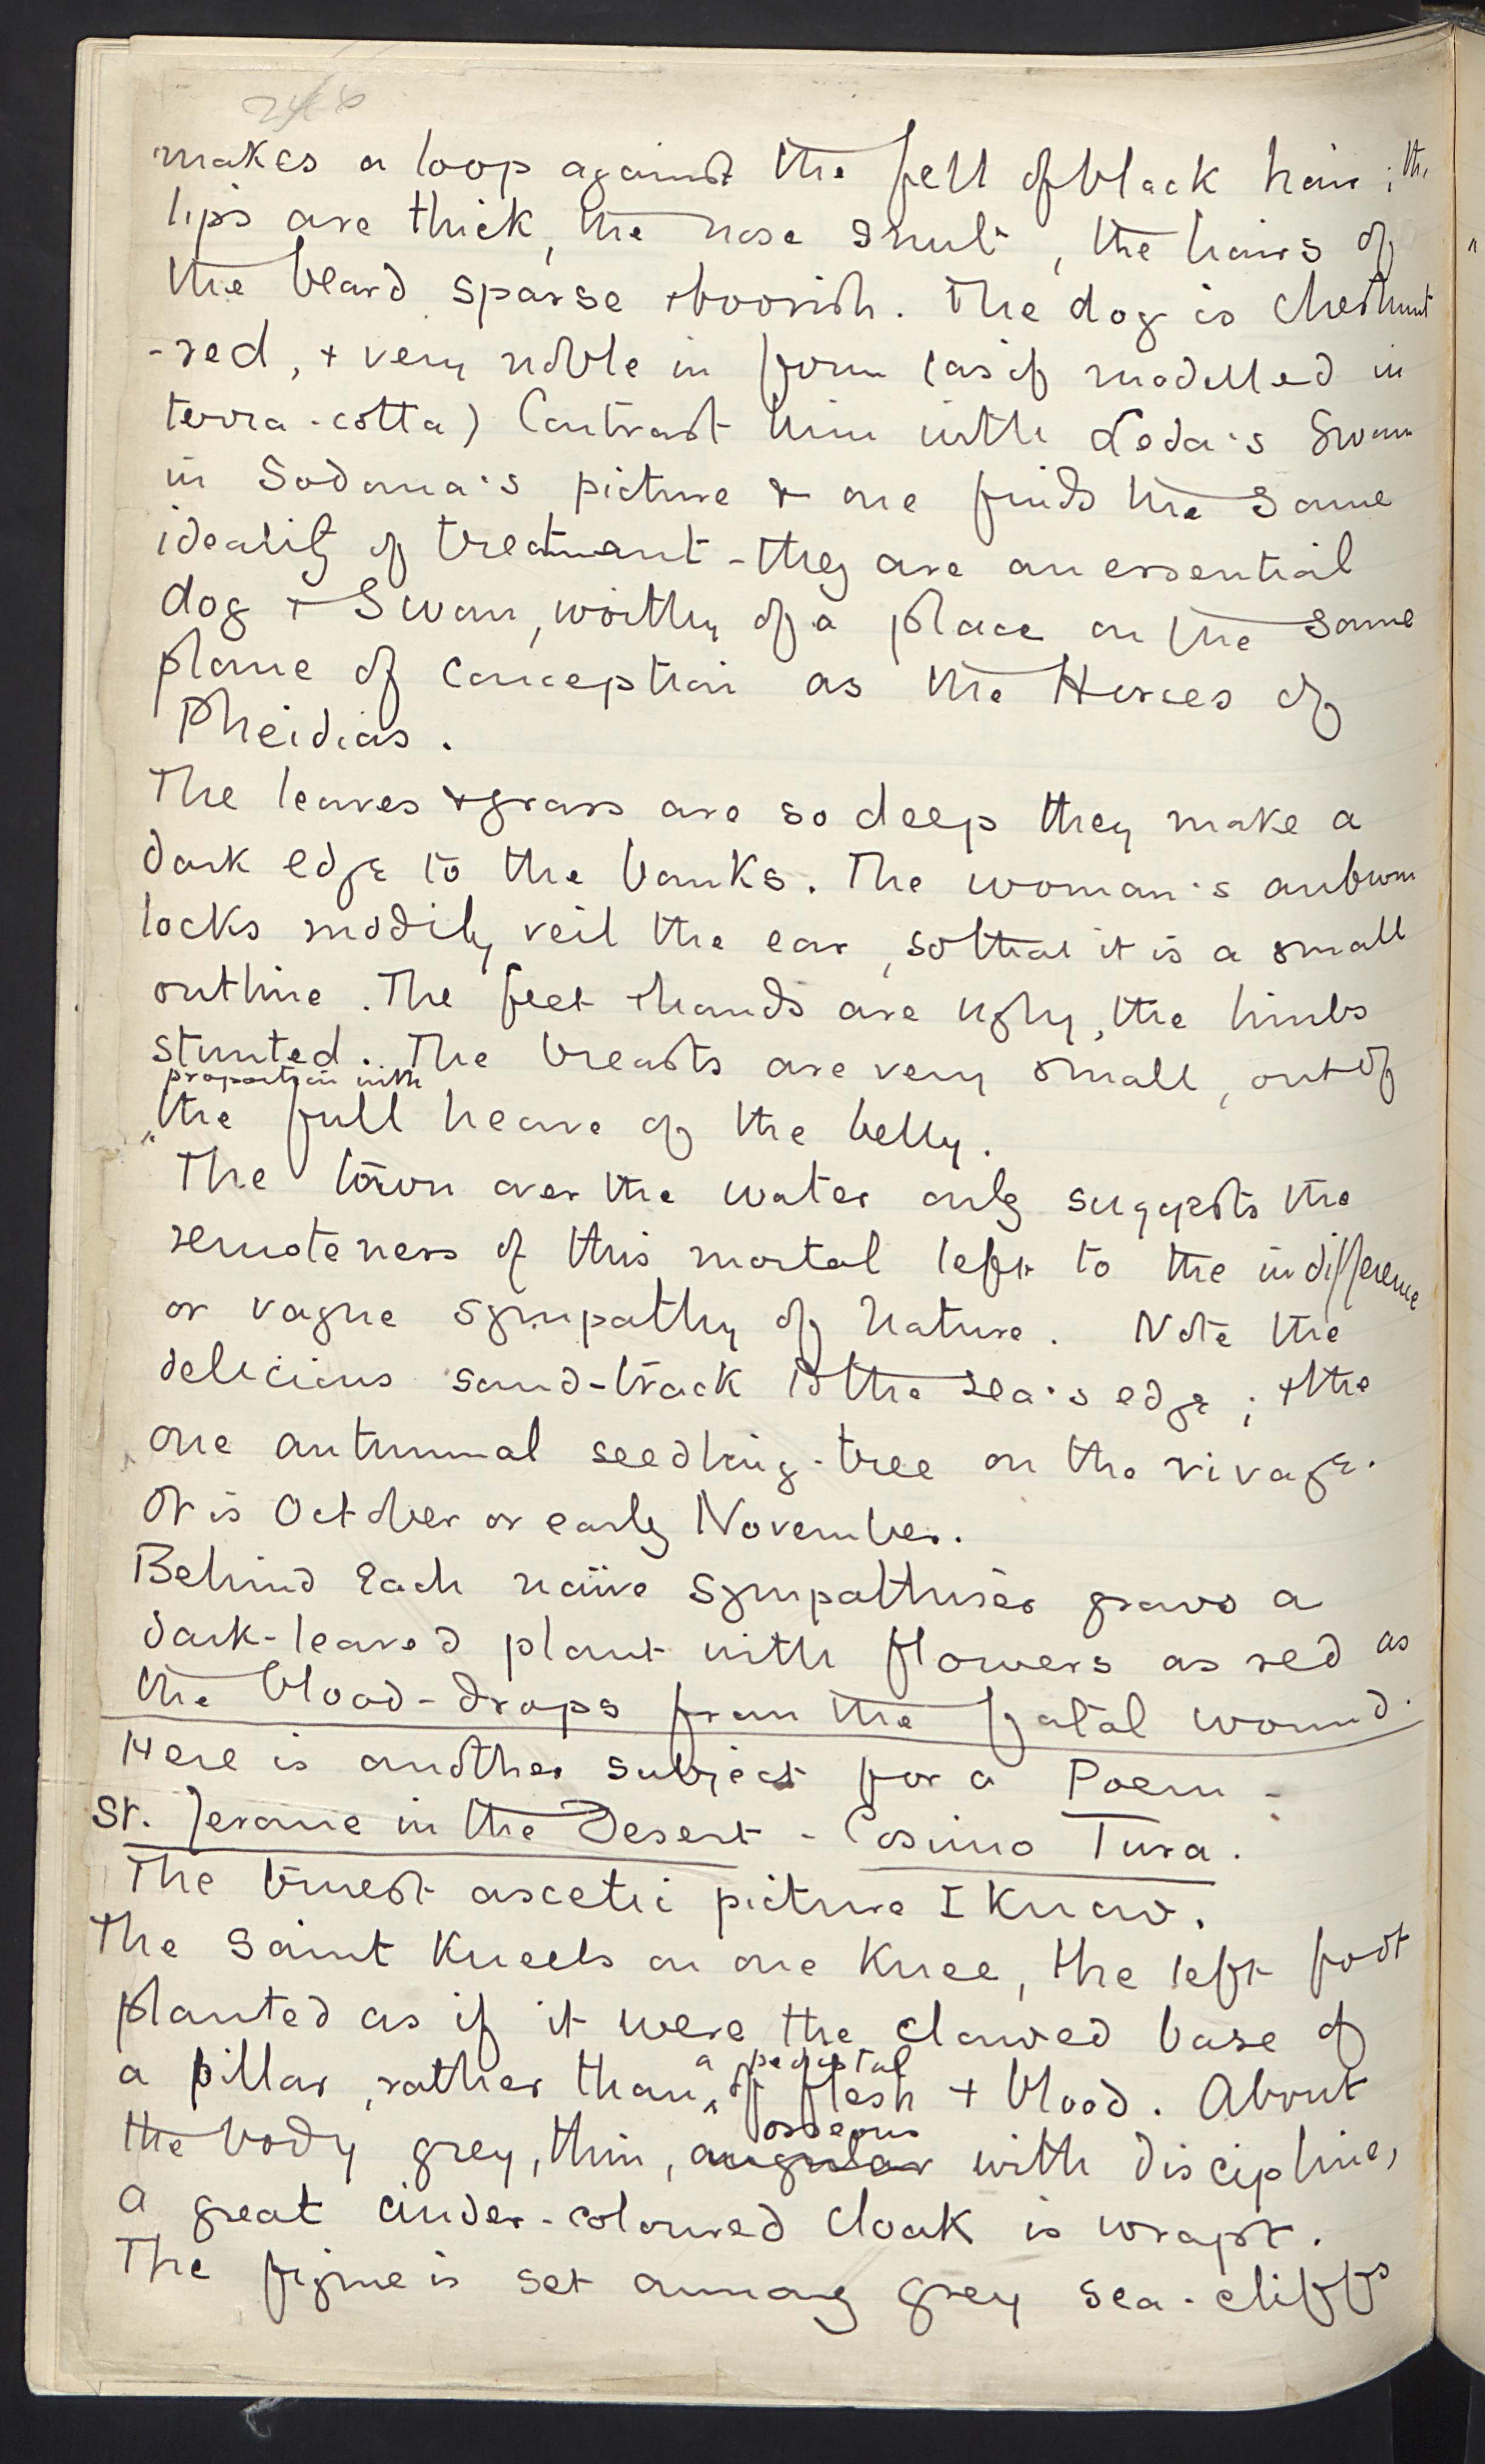 makes a loop against the fell of black hair; the
lips are thick, the nose snub, the hairs of
the beard sparse + boorish. The dog is chestnut
-red, + very noble in form (as if modelled in
terra-cotta) Contrast him with Leda's Swan
in Sodoma's picture & one finds the same
ideality of treatment - they are an essential
dog + Swan, worthy of a place on the same
plane of conception as the Horses of
Pheidias.
The leaves & grass are so deep they make a
dark edge to the banks. The woman's auburn
locks modily veil the ear, so that it is a small
outline. The feet + hands are ugly, the limbs
stunted. The breasts are very small, out of
proportion with
the full heave of the belly.
The town over the water only suggests the
remoteness of this mortal left to the indifference
or vague sympathy of Nature. Note the
delicious sand-track to the sea's edge; + the
one autumnal seedling-tree on the rivage.
It is October or early November.
Behind Each naïve sympathiser grows a
dark-leaved plant with flowers as red as
the blood-drops from the fatal wound.
Here is another subject for a Poem -
St. Jerome in the Desert - Cosimo Tura.
The truest ascetic picture I know.
The Saint kneels on one knee, the left foot
planted as if it were the clawed base of
a pillar, rather than a pedestal of flesh + blood. About
the body grey, thin, angular osseous with discipline,
a great cinder-coloured cloak is wrapt.
The figure is set among grey sea-cliffs